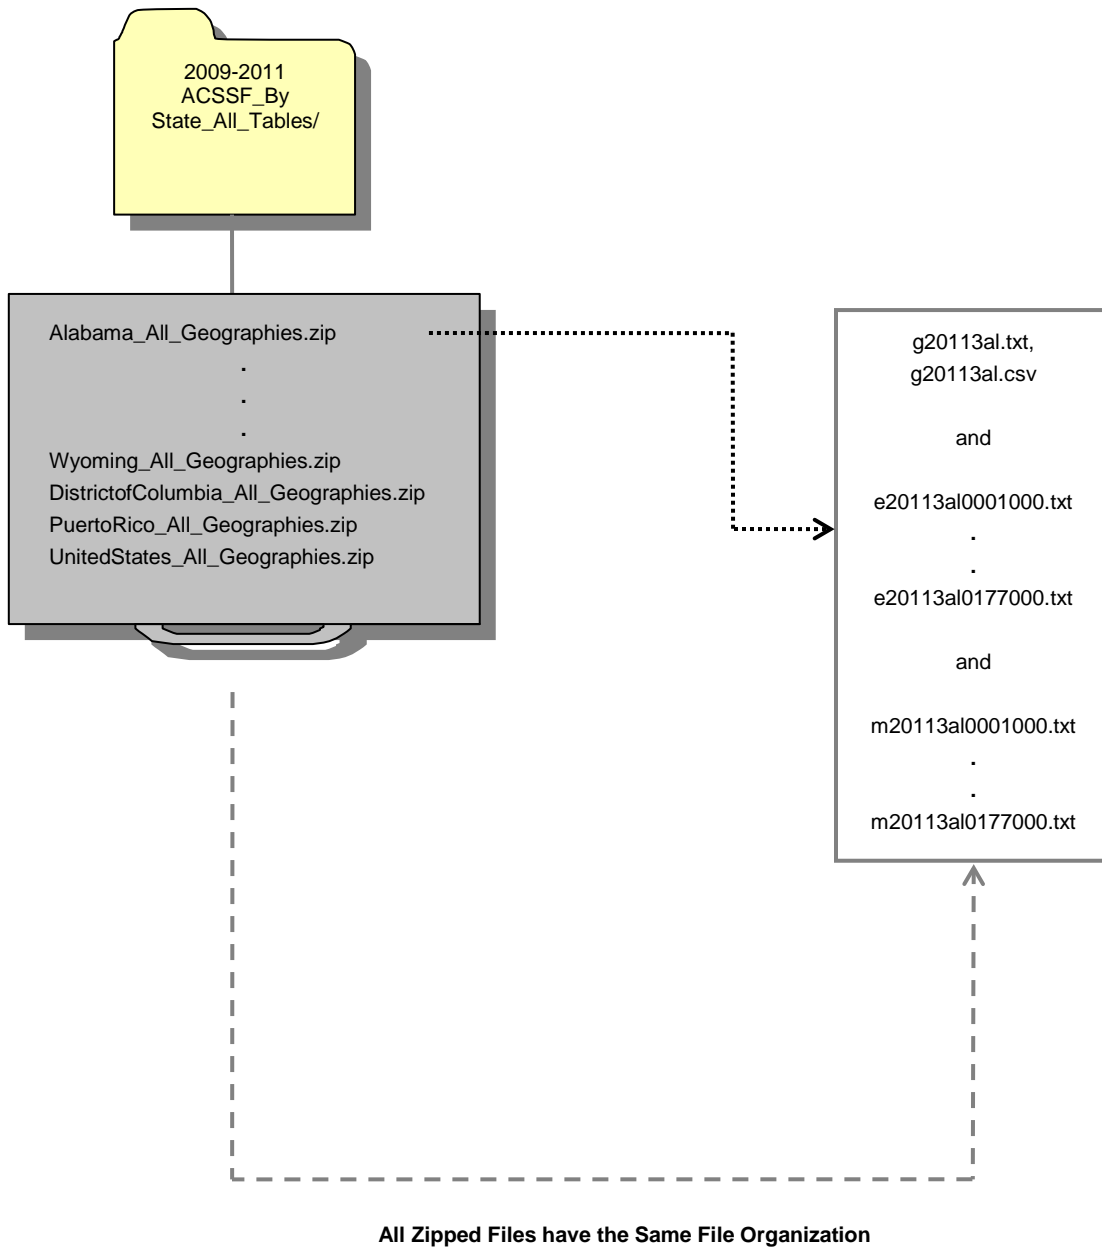 2009-2011
ACSSF_By
State_All_Tables/
Alabama_All_Geographies.zip
.
.
.
Wyoming_All_Geographies.zip
DistrictofColumbia_All_Geographies.zip
PuertoRico_All_Geographies.zip
UnitedStates_All_Geographies.zip
g20113al.txt,
g20113al.csv
and
e20113al0001000.txt
.
.
e20113al0177000.txt
and
m20113al0001000.txt
.
.
m20113al0177000.txt
All Zipped Files have the Same File Organization